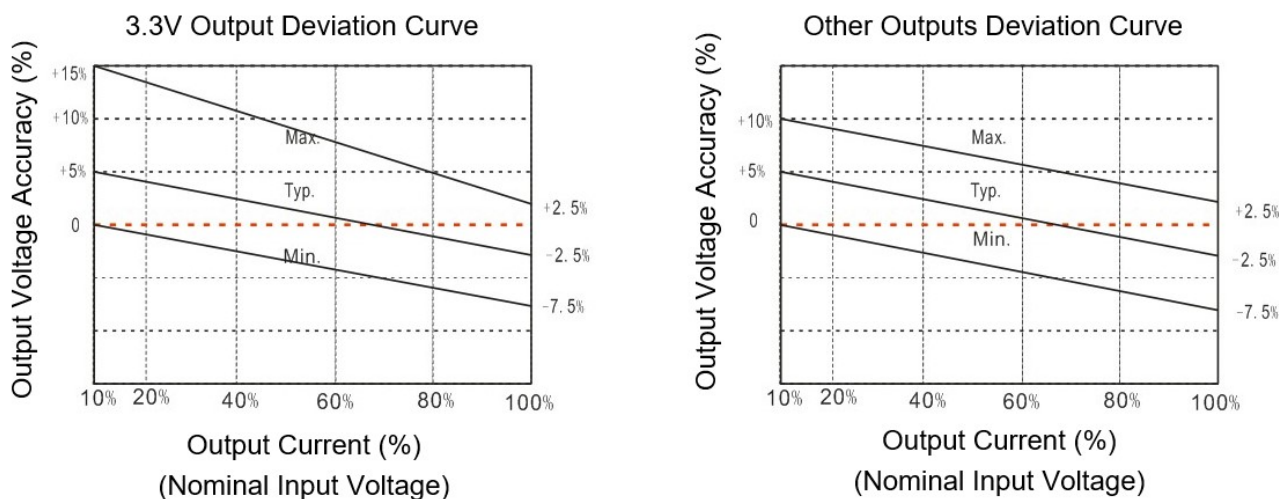 3.3V Output Deviation Curve
Output Voltage Accuracy (%)
+15%
+10%
+5%
0
Max.
Typ.
Min.
+2.5%
-2.5%
-7.5%
10% 20% 40% 60% 80% 100%
Output Current (%)
(Nominal Input Voltage)
Other Outputs Deviation Curve
Output Voltage Accuracy (%)
+10%
+5%
0
Max.
Typ.
Min.
+2.5%
-2.5%
-7.5%
10% 20% 40% 60% 80% 100%
Output Current (%)
(Nominal Input Voltage)